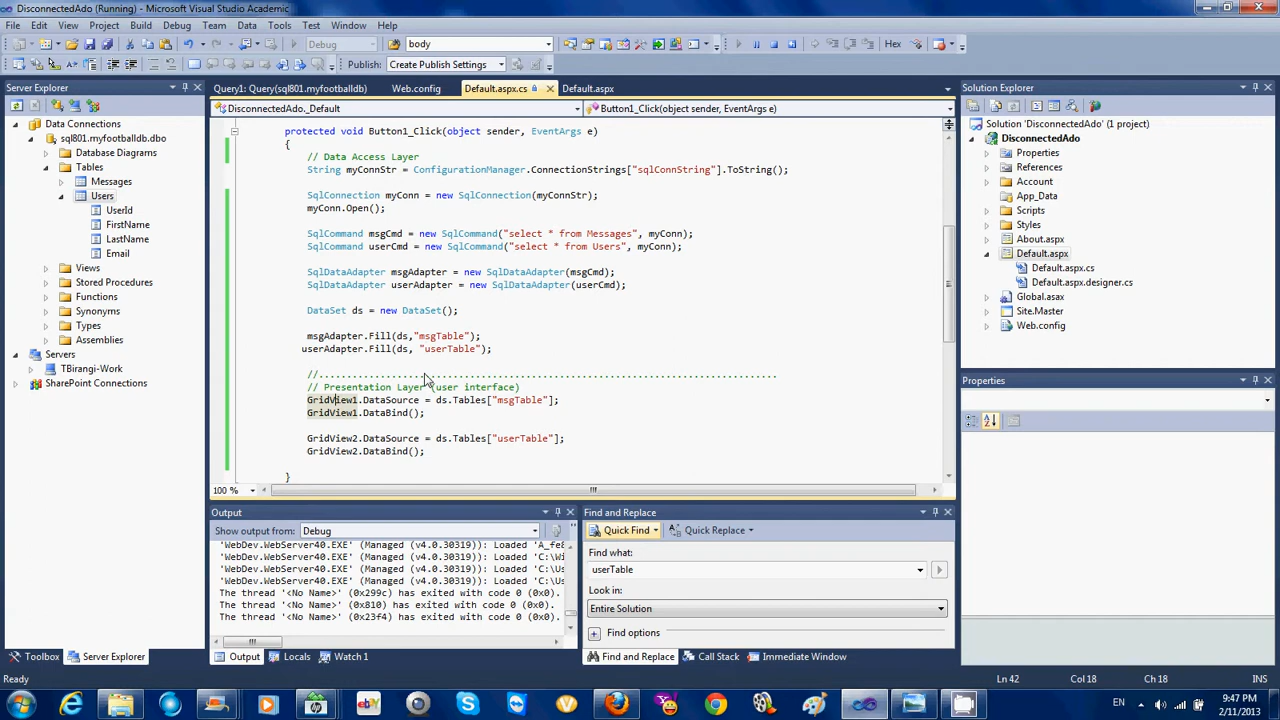 DisconnectedAdo (Running) - Microsoft Visual Studio Academic
File Edit View Project Build Debug Team Data Tools Test Window Help
Debug body Hex
Publish: Create Publish Settings
Server Explorer
Data Connections
sql801.myfootballdb.dbo
Database Diagrams
Tables
Messages
Users
UserId
FirstName
LastName
Email
Views
Stored Procedures
Functions
Synonyms
Types
Assemblies
Servers
TBirangi-Work
SharePoint Connections
Toolbox Server Explorer
Query1: Query(sql801.myfootballdb) Web.config Default.aspx.cs Default.aspx
DisconnectedAdo._Default Button1_Click(object sender, EventArgs e)
protected void Button1_Click(object sender, EventArgs e)
{
// Data Access Layer
String myConnStr = ConfigurationManager.ConnectionStrings["sqlConnString"].ToString();
SqlConnection myConn = new SqlConnection(myConnStr);
myConn.Open();
SqlCommand msgCmd = new SqlCommand("select * from Messages", myConn);
SqlCommand userCmd = new SqlCommand("select * from Users", myConn);
SqlDataAdapter msgAdapter = new SqlDataAdapter(msgCmd);
SqlDataAdapter userAdapter = new SqlDataAdapter(userCmd);
DataSet ds = new DataSet();
msgAdapter.Fill(ds,"msgTable");
userAdapter.Fill(ds, "userTable");
//..................................................................................
// Presentation Layer (user interface)
GridView1.DataSource = ds.Tables["msgTable"];
GridView1.DataBind();
GridView2.DataSource = ds.Tables["userTable"];
GridView2.DataBind();
}
100 %
Output
Show output from: Debug
'WebDev.WebServer40.EXE' (Managed (v4.0.30319)): Loaded 'A_fe8
'WebDev.WebServer40.EXE' (Managed (v4.0.30319)): Loaded 'C:\Wi
'WebDev.WebServer40.EXE' (Managed (v4.0.30319)): Loaded 'C:\Us
'WebDev.WebServer40.EXE' (Managed (v4.0.30319)): Loaded 'C:\Us
The thread '<No Name>' (0x299c) has exited with code 0 (0x0).
The thread '<No Name>' (0x810) has exited with code 0 (0x0).
The thread '<No Name>' (0x23f4) has exited with code 0 (0x0).
Output Locals Watch 1
Find and Replace
Quick Find Quick Replace
Find what:
userTable
Look in:
Entire Solution
Find options
Find and Replace Call Stack Immediate Window
Solution Explorer
Solution 'DisconnectedAdo' (1 project)
DisconnectedAdo
Properties
References
Account
App_Data
Scripts
Styles
About.aspx
Default.aspx
Default.aspx.cs
Default.aspx.designer.cs
Global.asax
Site.Master
Web.config
Properties
Ready Ln 42 Col 18 Ch 18 INS
EN 9:47 PM
2/11/2013